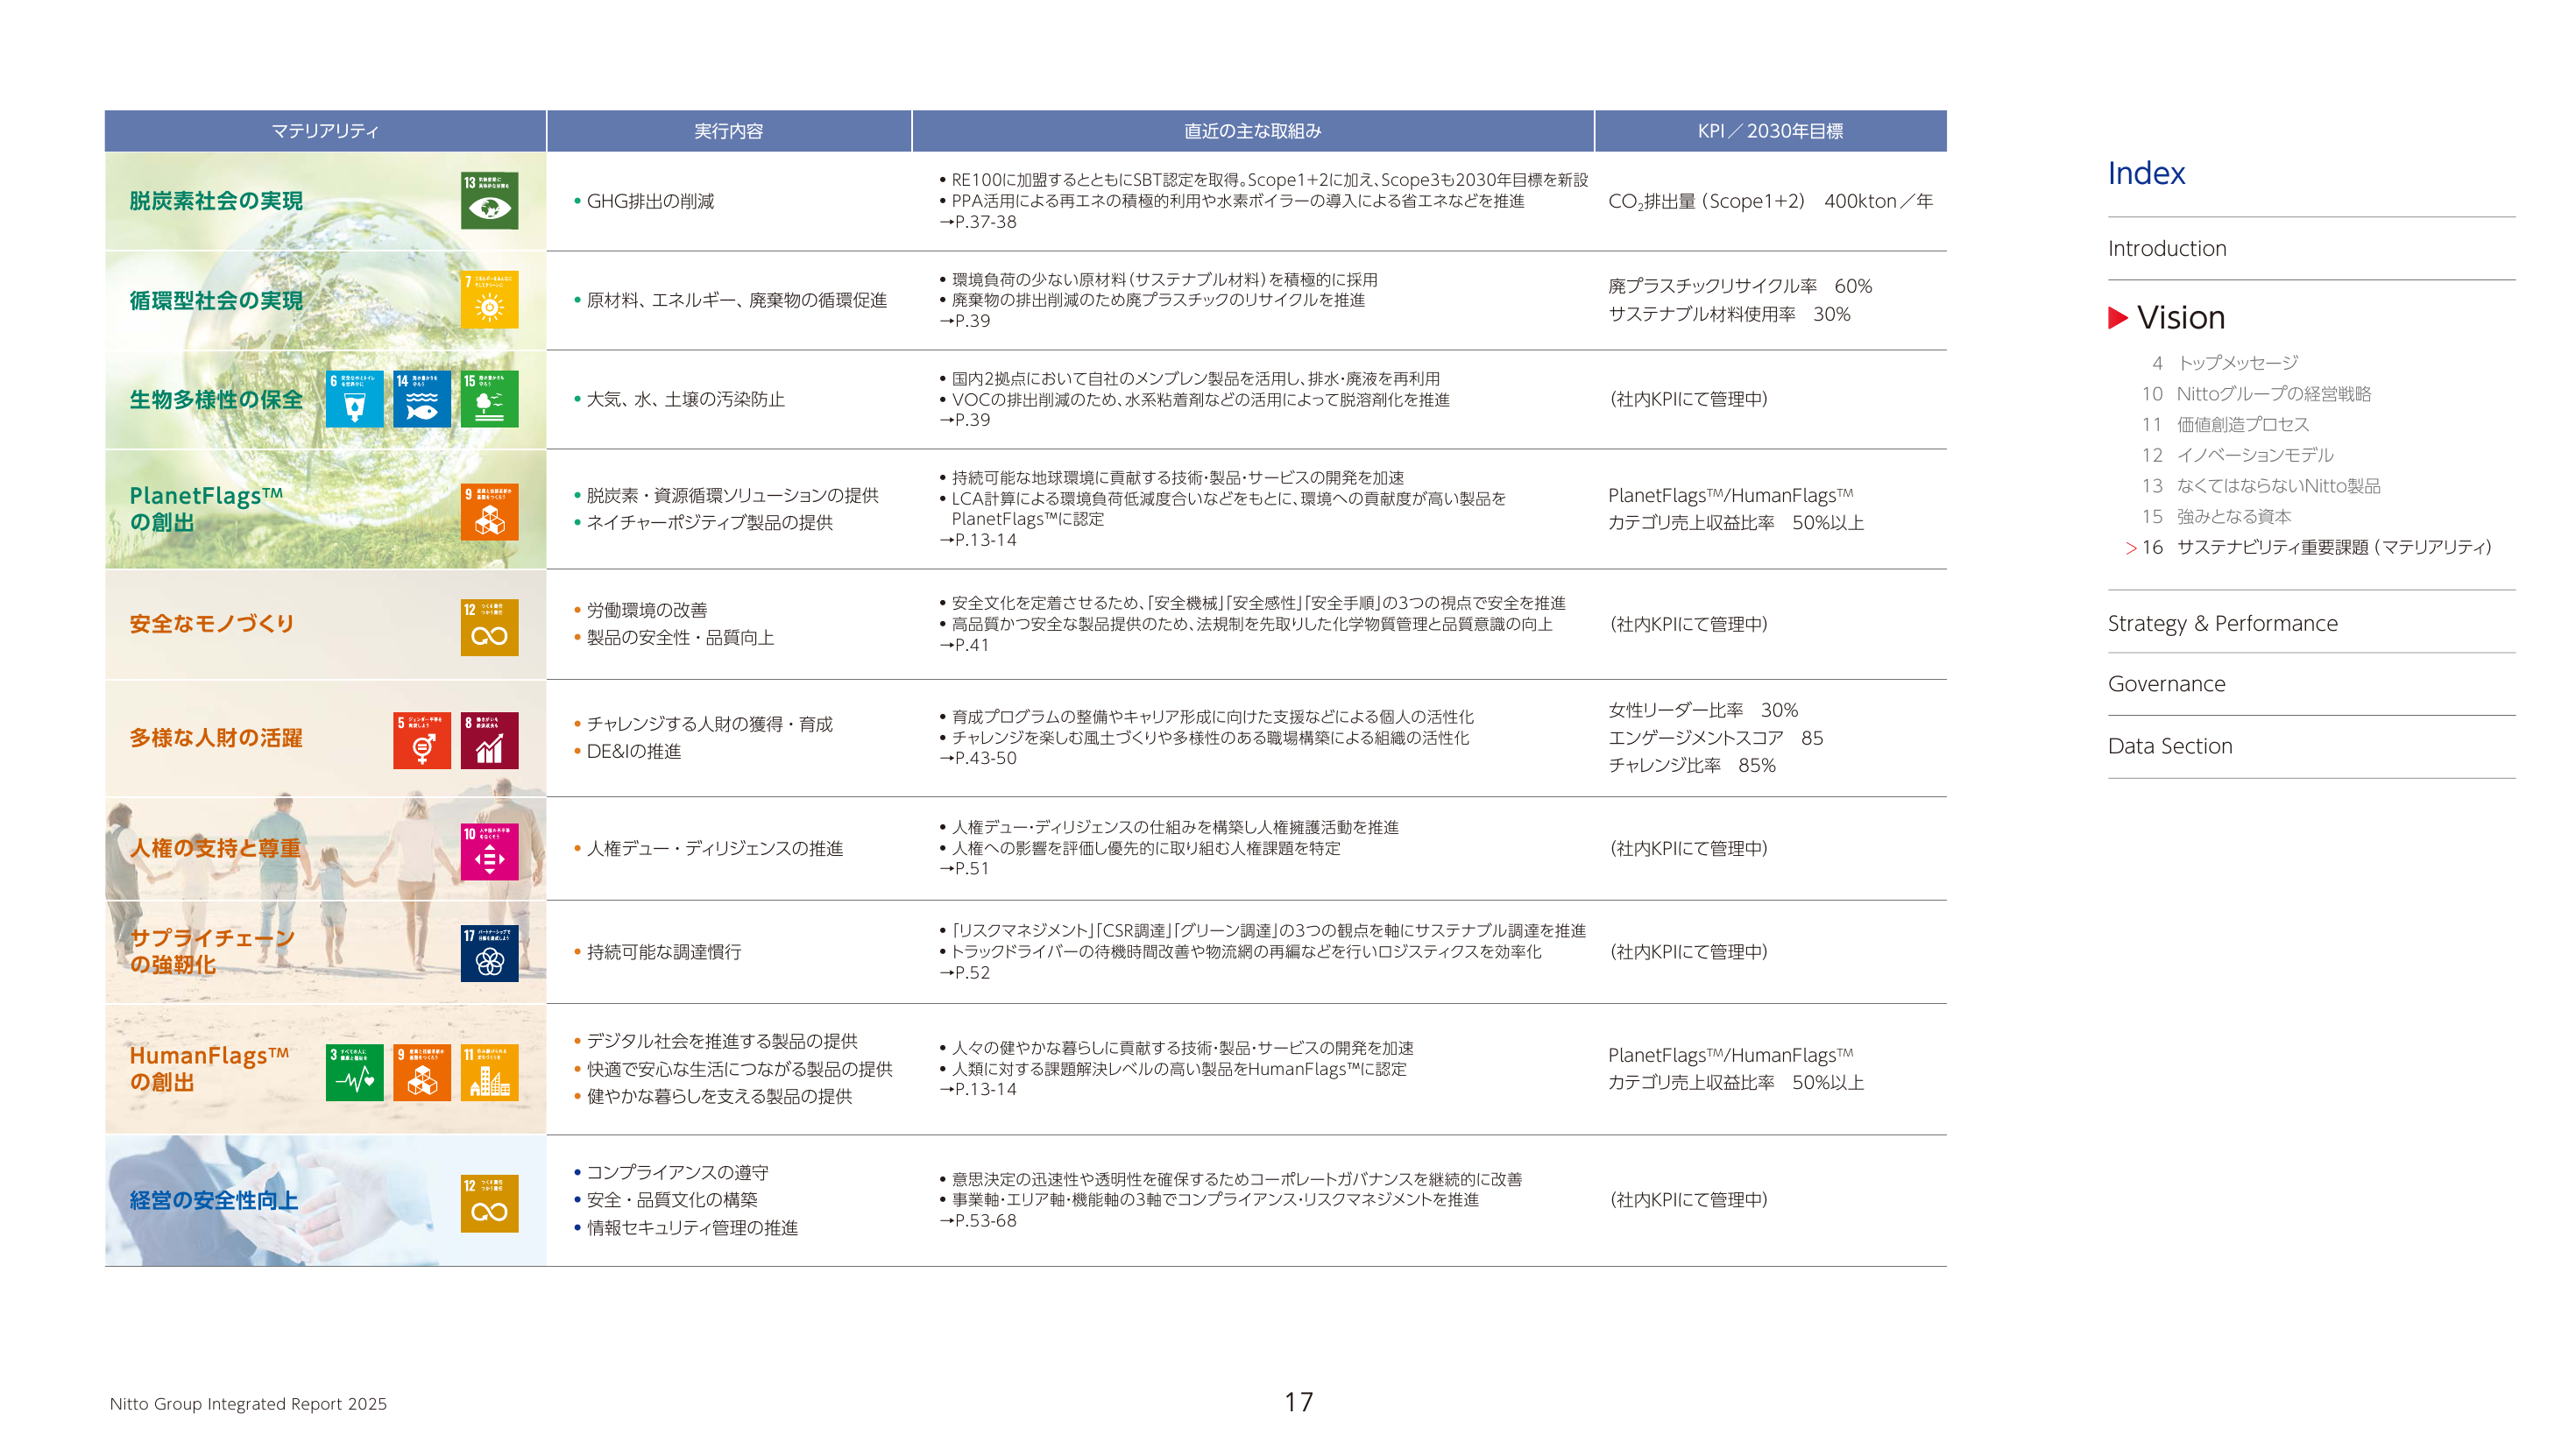 マテリアリティ
実行内容
直近の主な取組み
KPI／2030年目標
脱炭素社会の実現
13
• GHG排出の削減
• RE100に加盟するとともにSBT認定を取得。Scope1+2に加え、Scope3も2030年目標を新設
• PPA活用による再エネの積極的利用や水素ボイラーの導入による省エネなどを推進
→P.37-38
CO₂排出量（Scope1+2）　400kton／年
循環型社会の実現
7
• 原材料、エネルギー、廃棄物の循環促進
• 環境負荷の少ない原材料（サステナブル材料）を積極的に採用
• 廃棄物の排出削減のため廃プラスチックのリサイクルを推進
→P.39
廃プラスチックリサイクル率　60%
サステナブル材料使用率　30%
生物多様性の保全
6
14
15
• 大気、水、土壌の汚染防止
• 国内2拠点において自社のメンブレン製品を活用し、排水・廃液を再利用
• VOCの排出削減のため、水系粘着剤などの活用によって脱溶剤化を推進
→P.39
（社内KPIにて管理中）
PlanetFlags™
の創出
9
• 脱炭素・資源循環ソリューションの提供
• ネイチャーポジティブ製品の提供
• 持続可能な地球環境に貢献する技術・製品・サービスの開発を加速
• LCA計算による環境負荷低減度合いなどをもとに、環境への貢献度が高い製品を
PlanetFlags™に認定
→P.13-14
PlanetFlags™/HumanFlags™
カテゴリ売上収益比率　50%以上
安全なモノづくり
12
• 労働環境の改善
• 製品の安全性・品質向上
• 安全文化を定着させるため、「安全機械」「安全感性」「安全手順」の3つの視点で安全を推進
• 高品質かつ安全な製品提供のため、法規制を先取りした化学物質管理と品質意識の向上
→P.41
（社内KPIにて管理中）
多様な人財の活躍
5
8
• チャレンジする人財の獲得・育成
• DE&Iの推進
• 育成プログラムの整備やキャリア形成に向けた支援などによる個人の活性化
• チャレンジを楽しむ風土づくりや多様性のある職場構築による組織の活性化
→P.43-50
女性リーダー比率　30%
エンゲージメントスコア　85
チャレンジ比率　85%
人権の支持と尊重
10
• 人権デュー・ディリジェンスの推進
• 人権デュー・ディリジェンスの仕組みを構築し人権擁護活動を推進
• 人権への影響を評価し優先的に取り組む人権課題を特定
→P.51
（社内KPIにて管理中）
サプライチェーン
の強靭化
17
• 持続可能な調達慣行
• 「リスクマネジメント」「CSR調達」「グリーン調達」の3つの観点を軸にサステナブル調達を推進
• トラックドライバーの待機時間改善や物流網の再編などを行いロジスティクスを効率化
→P.52
（社内KPIにて管理中）
HumanFlags™
の創出
3
9
11
• デジタル社会を推進する製品の提供
• 快適で安心な生活につながる製品の提供
• 健やかな暮らしを支える製品の提供
• 人々の健やかな暮らしに貢献する技術・製品・サービスの開発を加速
• 人類に対する課題解決レベルの高い製品をHumanFlags™に認定
→P.13-14
PlanetFlags™/HumanFlags™
カテゴリ売上収益比率　50%以上
経営の安全性向上
12
• コンプライアンスの遵守
• 安全・品質文化の構築
• 情報セキュリティ管理の推進
• 意思決定の迅速性や透明性を確保するためコーポレートガバナンスを継続的に改善
• 事業軸・エリア軸・機能軸の3軸でコンプライアンス・リスクマネジメントを推進
→P.53-68
（社内KPIにて管理中）
Index
Introduction
Vision
4 トップメッセージ
10 Nittoグループの経営戦略
11 価値創造プロセス
12 イノベーションモデル
13 なくてはならないNitto製品
15 強みとなる資本
> 16 サステナビリティ重要課題（マテリアリティ）
Strategy & Performance
Governance
Data Section
Nitto Group Integrated Report 2025
17